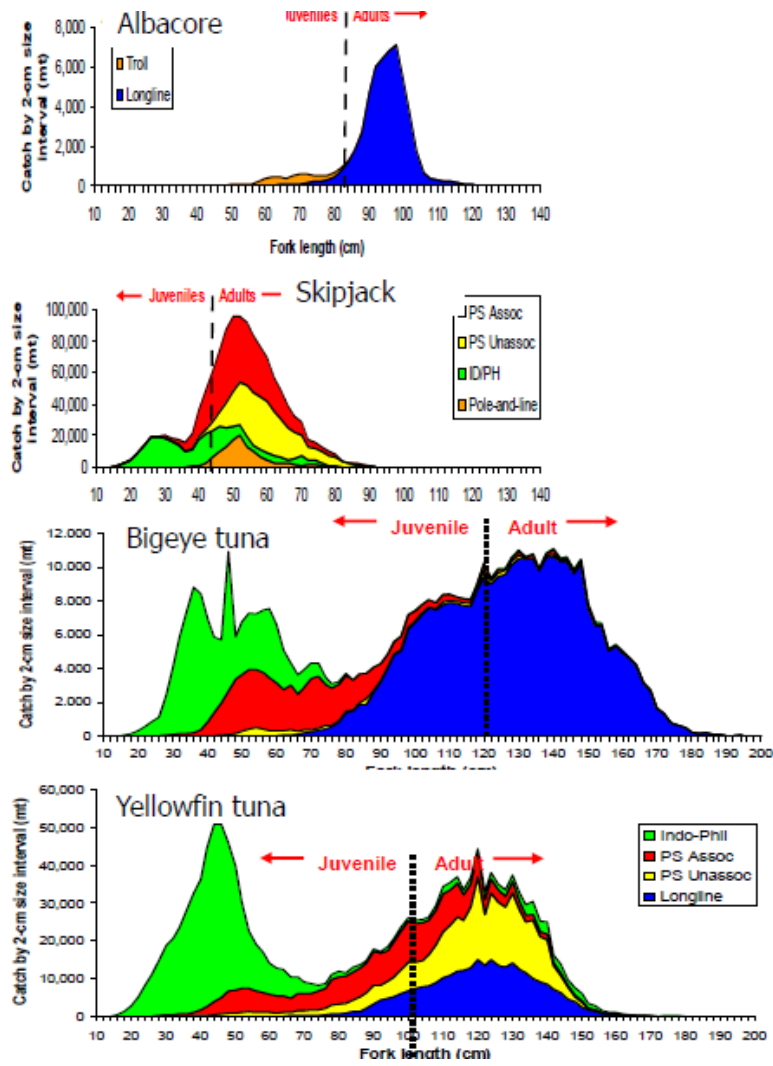 Albacore
Juveniles Adults
8,000
6,000
4,000
2,000
0
Troll
Longline
Catch by 2-cm size
interval (mt)
10 20 30 40 50 60 70 80 90 100 110 120 130 140
Fork length (cm)
Juveniles Adults
Skipjack
100,000
80,000
60,000
40,000
20,000
0
PS Assoc
PS Unassoc
ID/PH
Pole-and-line
Catch by 2-cm size
interval (mt)
10 20 30 40 50 60 70 80 90 100 110 120 130 140
Bigeye tuna
Juvenile Adult
12.000
10.000
8.000
6.000
4.000
2.000
0
Catch by 2-cm size interval (mt)
10 20 30 40 50 60 70 80 90 100 110 120 130 140 150 160 170 180 190 200
Fork length (cm)
Yellowfin tuna
Juvenile Adult
60,000
50,000
40,000
30,000
20,000
10,000
0
Indo-Phil
PS Assoc
PS Unassoc
Longline
Catch by 2-cm size interval (mt)
10 20 30 40 50 60 70 80 90 100 110 120 130 140 150 160 170 180 190 200
Fork length (cm)